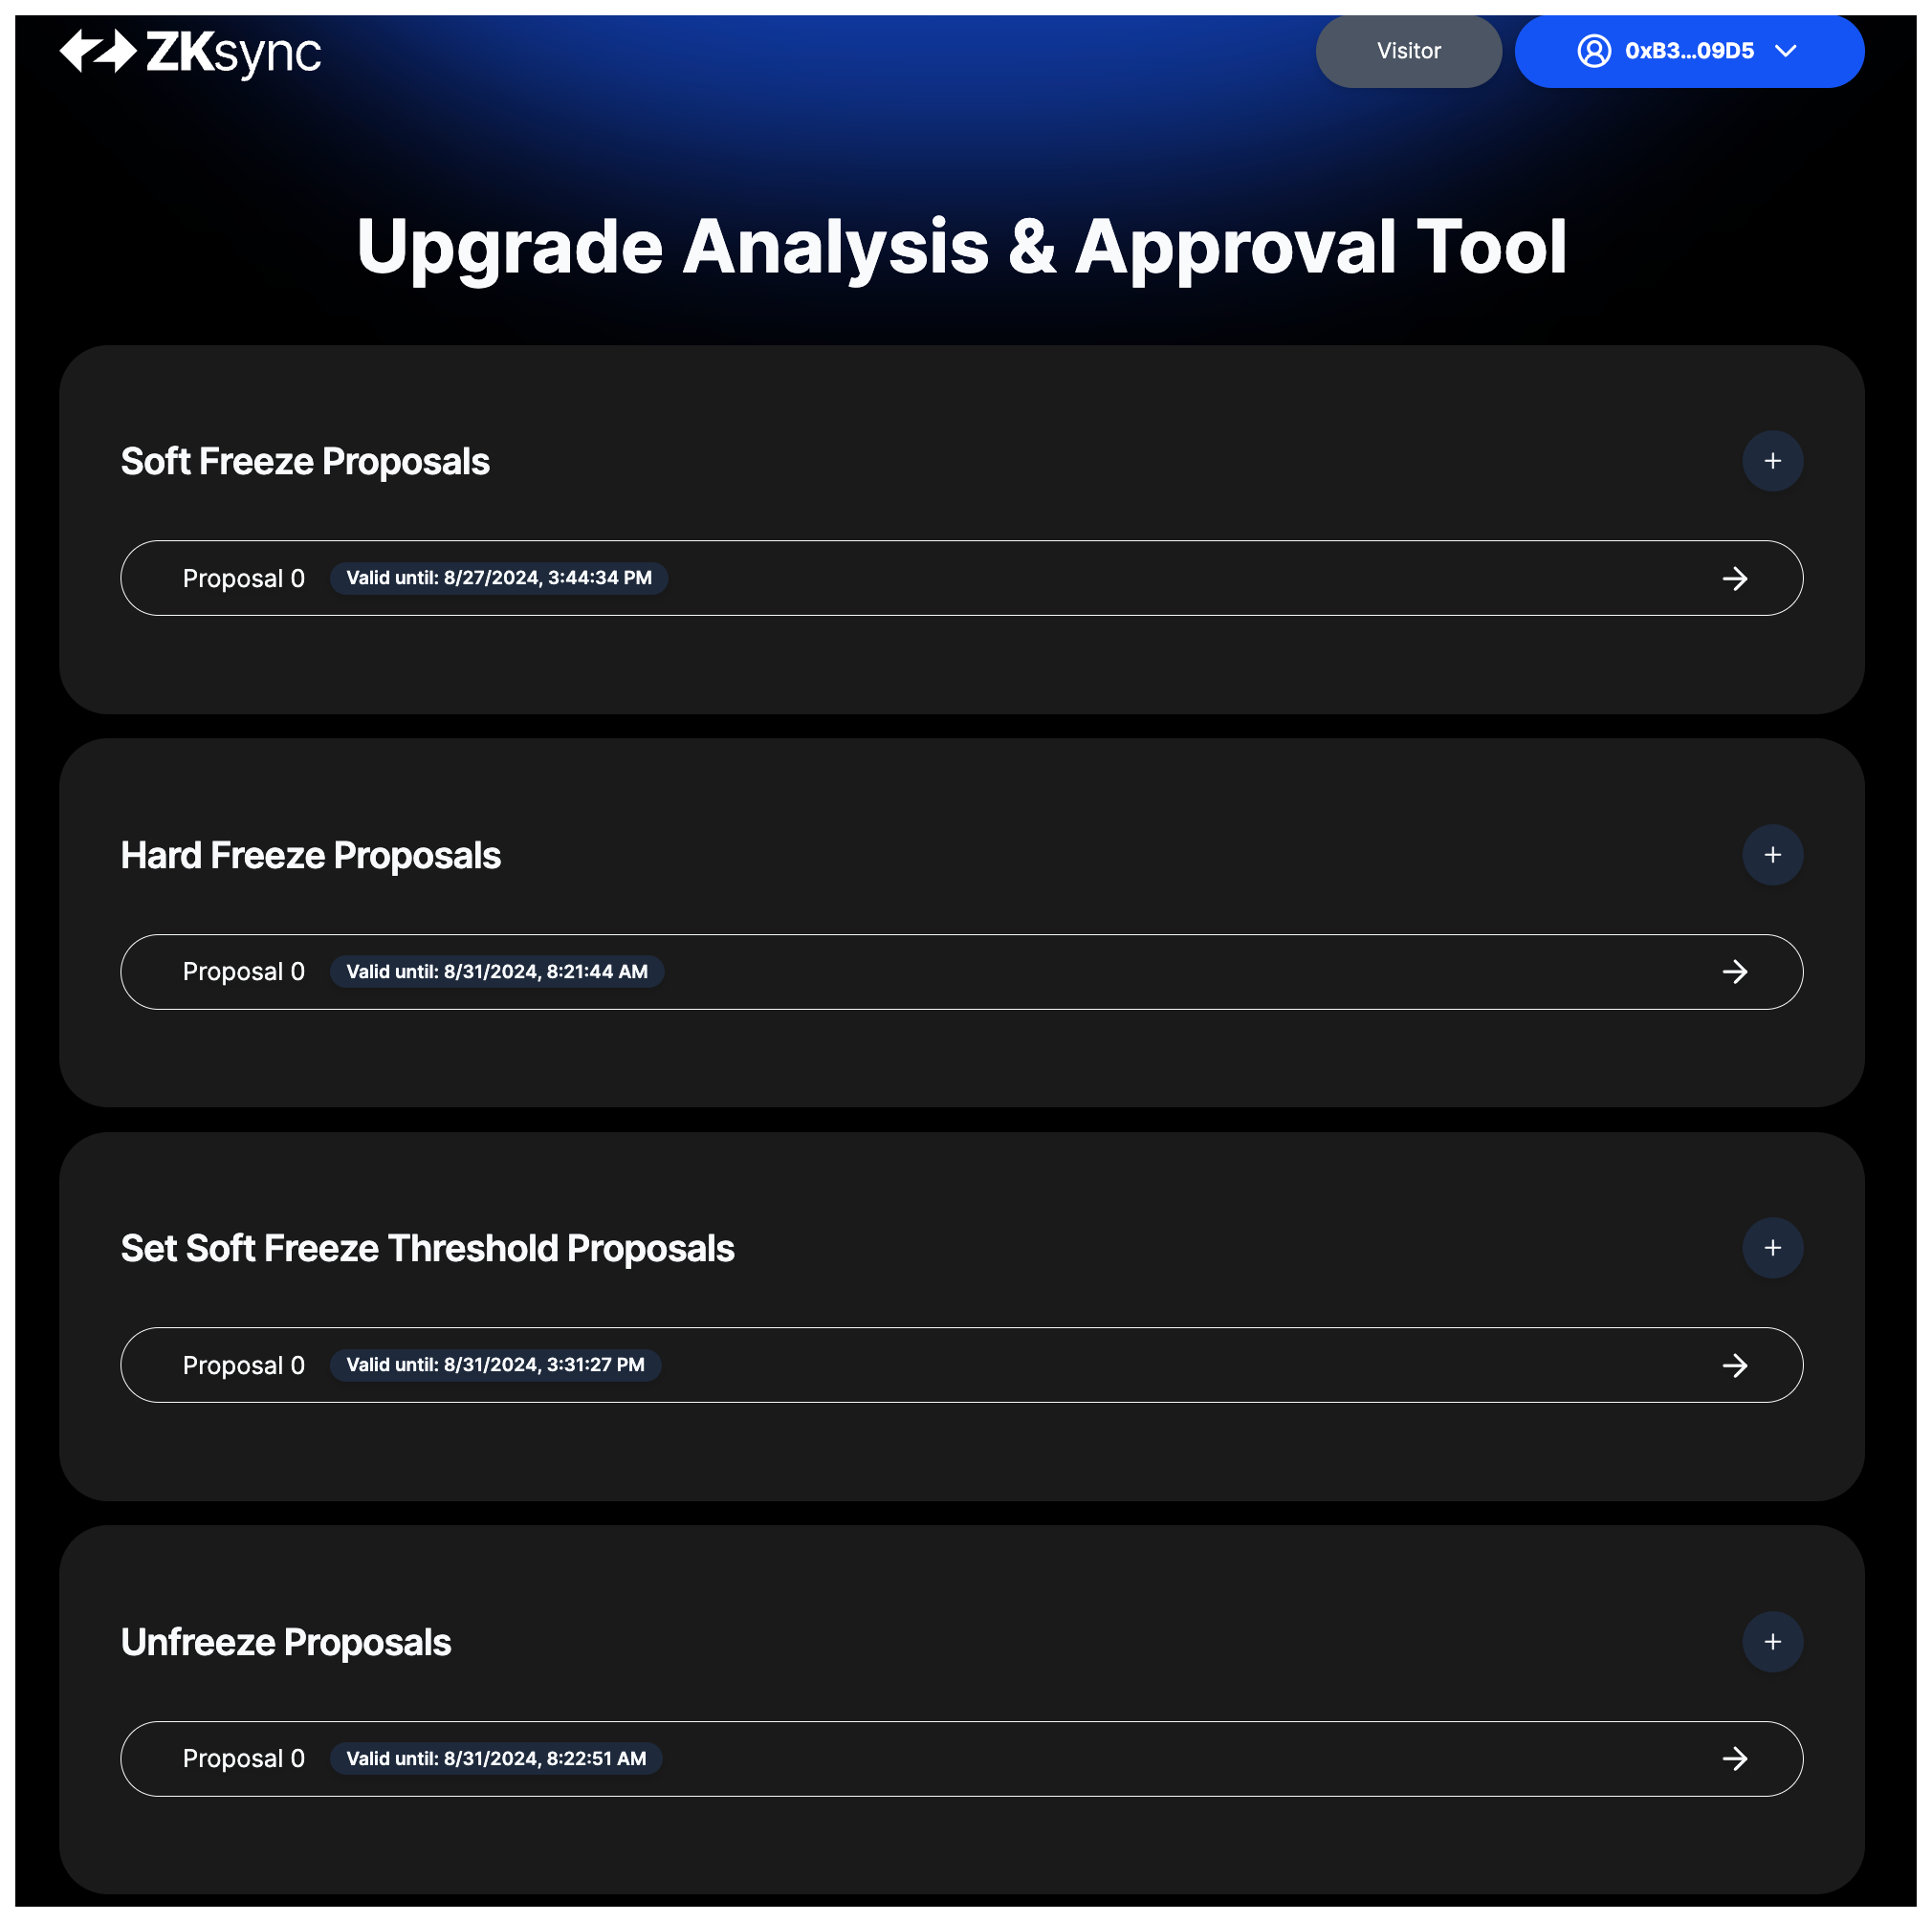 ZKsync
Visitor
0xB3...09D5
Upgrade Analysis & Approval Tool
Soft Freeze Proposals
+
Proposal 0 Valid until: 8/27/2024, 3:44:34 PM
Hard Freeze Proposals
+
Proposal 0 Valid until: 8/31/2024, 8:21:44 AM
Set Soft Freeze Threshold Proposals
+
Proposal 0 Valid until: 8/31/2024, 3:31:27 PM
Unfreeze Proposals
+
Proposal 0 Valid until: 8/31/2024, 8:22:51 AM